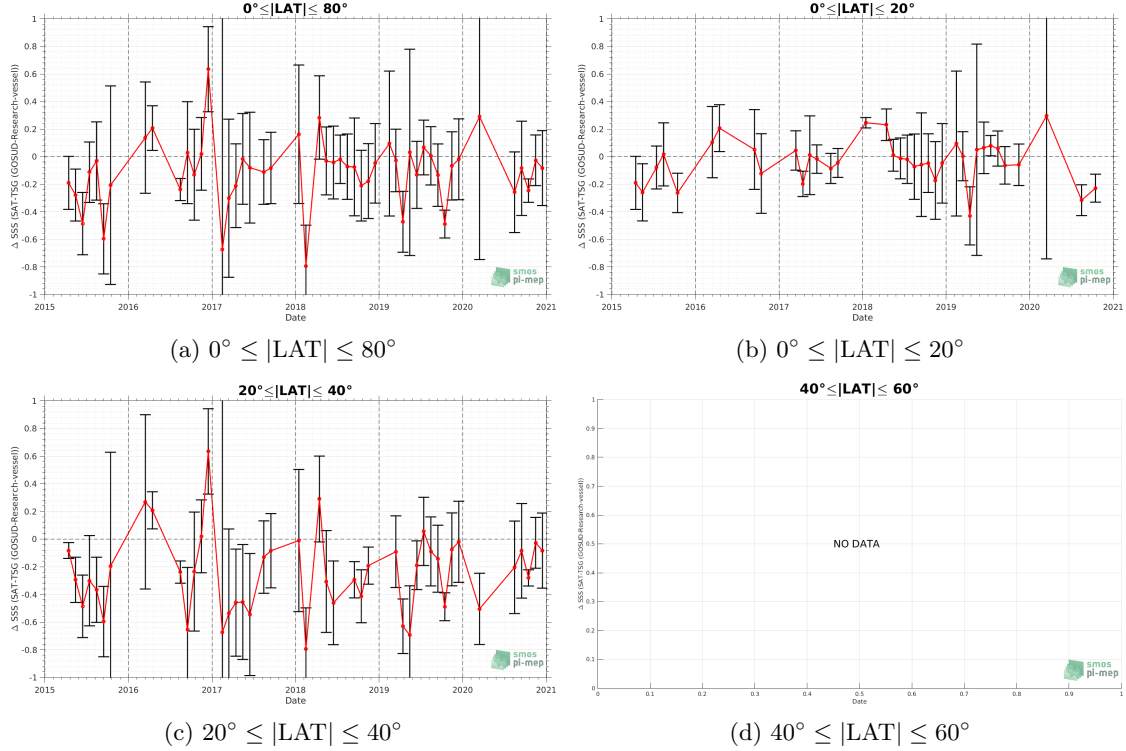 0°≤|LAT|≤ 80°
Δ SSS (SAT-TSG (GOSUD-Research-vessel))
1
0.8
0.6
0.4
0.2
0
-0.2
-0.4
-0.6
-0.8
-1
2015 2016 2017 2018 2019 2020 2021
Date
smos
pi-mep
(a) 0° ≤ |LAT| ≤ 80°
0°≤|LAT|≤ 20°
Δ SSS (SAT-TSG (GOSUD-Research-vessel))
1
0.8
0.6
0.4
0.2
0
-0.2
-0.4
-0.6
-0.8
-1
2015 2016 2017 2018 2019 2020 2021
Date
smos
pi-mep
(b) 0° ≤ |LAT| ≤ 20°
20°≤|LAT|≤ 40°
Δ SSS (SAT-TSG (GOSUD-Research-vessel))
1
0.8
0.6
0.4
0.2
0
-0.2
-0.4
-0.6
-0.8
-1
2015 2016 2017 2018 2019 2020 2021
Date
smos
pi-mep
(c) 20° ≤ |LAT| ≤ 40°
40°≤|LAT|≤ 60°
Δ SSS (SAT-TSG (GOSUD-Research-vessel))
1
0.9
0.8
0.7
0.6
0.5
0.4
0.3
0.2
0.1
0
NO DATA
0 0.1 0.2 0.3 0.4 0.5 0.6 0.7 0.8 0.9 1
Date
smos
pi-mep
(d) 40° ≤ |LAT| ≤ 60°